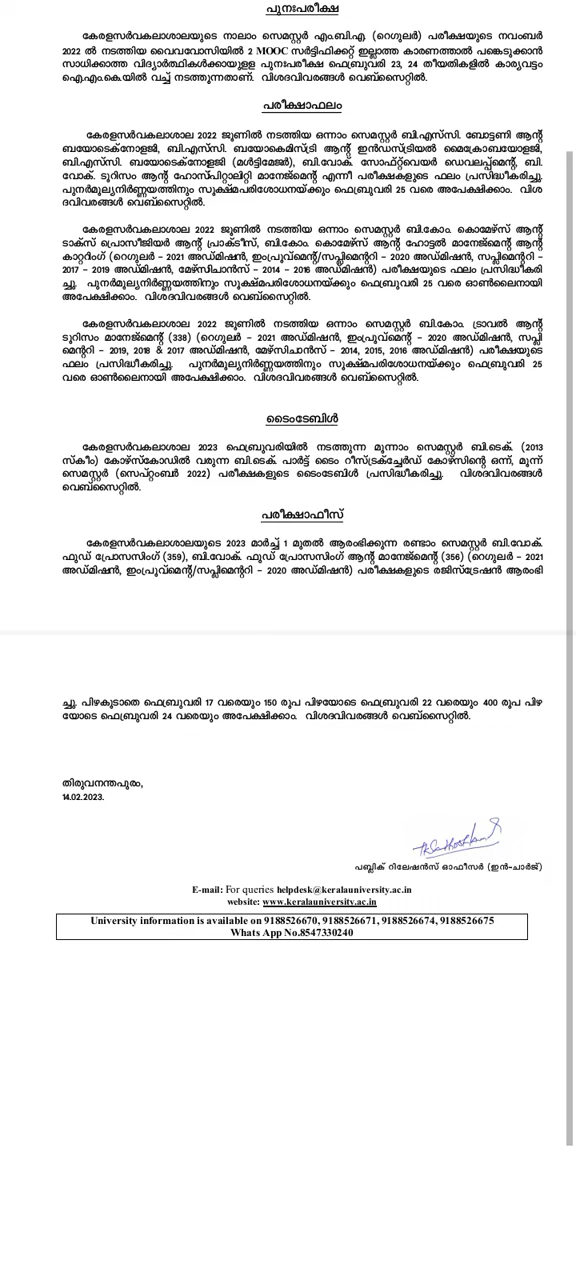 പുനഃപരീക്ഷ
കേരളസർവകലാശാലയുടെ നാലാം സെമസ്റ്റർ എം.ബി.എ. (റെഗുലർ) പരീക്ഷയുടെ നവംബർ
2022 ൽ നടത്തിയ വൈവവോസിയിൽ 2 MOOC സർട്ടിഫിക്കറ്റ് ഇല്ലാത്ത കാരണത്താൽ പങ്കെടുക്കാൻ
സാധിക്കാത്ത വിദ്യാർത്ഥികൾക്കായുളള പുനഃപരീക്ഷ ഫെബ്രുവരി 23, 24 തീയതികളിൽ കാര്യവട്ടം
ഐ.എം.കെ.യിൽ വച്ച് നടത്തുന്നതാണ്. വിശദവിവരങ്ങൾ വെബ്സൈറ്റിൽ.
പരീക്ഷാഫലം
കേരളസർവകലാശാല 2022 ജൂണിൽ നടത്തിയ ഒന്നാം സെമസ്റ്റർ ബി.എസ്.സി. ബോട്ടണി ആന്റ്
ബയോടെക്നോളജി, ബി.എസ്.സി. ബയോകെമിസ്ട്രി ആന്റ് ഇൻഡസ്ട്രിയൽ മൈക്രോബയോളജി,
ബി.എസ്.സി. ബയോടെക്നോളജി (മൾട്ടിമേജർ), ബി.വോക്. സോഫ്റ്റ്‌വെയർ ഡെവലപ്പ്മെന്റ്, ബി.
വോക്. ടൂറിസം ആന്റ് ഹോസ്പിറ്റാലിറ്റി മാനേജ്മെന്റ് എന്നീ പരീക്ഷകളുടെ ഫലം പ്രസിദ്ധീകരിച്ചു.
പുനർമൂല്യനിർണ്ണയത്തിനും സൂക്ഷ്മപരിശോധനയ്ക്കും ഫെബ്രുവരി 25 വരെ അപേക്ഷിക്കാം. വിശ
ദവിവരങ്ങൾ വെബ്സൈറ്റിൽ.
കേരളസർവകലാശാല 2022 ജൂണിൽ നടത്തിയ ഒന്നാം സെമസ്റ്റർ ബി.കോം. കൊമേഴ്സ് ആന്റ്
ടാക്സ് പ്രൊസീജിയർ ആന്റ് പ്രാക്ടീസ്, ബി.കോം. കൊമേഴ്സ് ആന്റ് ഹോട്ടൽ മാനേജ്മെന്റ് ആന്റ്
കാറ്ററിംഗ് (റെഗുലർ – 2021 അഡ്മിഷൻ, ഇംപ്രൂവ്മെന്റ്/സപ്ലിമെന്ററി – 2020 അഡ്മിഷൻ, സപ്ലിമെന്ററി –
2017 – 2019 അഡ്മിഷൻ, മേഴ്സിചാൻസ് – 2014 – 2016 അഡ്മിഷൻ) പരീക്ഷയുടെ ഫലം പ്രസിദ്ധീകരി
ച്ചു. പുനർമൂല്യനിർണ്ണയത്തിനും സൂക്ഷ്മപരിശോധനയ്ക്കും ഫെബ്രുവരി 25 വരെ ഓൺലൈനായി
അപേക്ഷിക്കാം. വിശദവിവരങ്ങൾ വെബ്സൈറ്റിൽ.
കേരളസർവകലാശാല 2022 ജൂണിൽ നടത്തിയ ഒന്നാം സെമസ്റ്റർ ബി.കോം. ട്രാവൽ ആന്റ്
ടൂറിസം മാനേജ്മെന്റ് (338) (റെഗുലർ – 2021 അഡ്മിഷൻ, ഇംപ്രൂവ്മെന്റ് – 2020 അഡ്മിഷൻ, സപ്ലി
മെന്ററി – 2019, 2018 & 2017 അഡ്മിഷൻ, മേഴ്സിചാൻസ് – 2014, 2015, 2016 അഡ്മിഷൻ) പരീക്ഷയുടെ
ഫലം പ്രസിദ്ധീകരിച്ചു. പുനർമൂല്യനിർണ്ണയത്തിനും സൂക്ഷ്മപരിശോധനയ്ക്കും ഫെബ്രുവരി 25
വരെ ഓൺലൈനായി അപേക്ഷിക്കാം. വിശദവിവരങ്ങൾ വെബ്സൈറ്റിൽ.
ടൈംടേബിൾ
കേരളസർവകലാശാല 2023 ഫെബ്രുവരിയിൽ നടത്തുന്ന മൂന്നാം സെമസ്റ്റർ ബി.ടെക്. (2013
സ്കീം) കോഴ്സ്കോഡിൽ വരുന്ന ബി.ടെക്. പാർട്ട് ടൈം റീസ്ട്രക്ച്ചേർഡ് കോഴ്സിന്റെ ഒന്ന്, മൂന്ന്
സെമസ്റ്റർ (സെപ്റ്റംബർ 2022) പരീക്ഷകളുടെ ടൈംടേബിൾ പ്രസിദ്ധീകരിച്ചു. വിശദവിവരങ്ങൾ
വെബ്സൈറ്റിൽ.
പരീക്ഷാഫീസ്
കേരളസർവകലാശാലയുടെ 2023 മാർച്ച് 1 മുതൽ ആരംഭിക്കുന്ന രണ്ടാം സെമസ്റ്റർ ബി.വോക്.
ഫുഡ് പ്രോസസിംഗ് (359), ബി.വോക്. ഫുഡ് പ്രോസസിംഗ് ആന്റ് മാനേജ്മെന്റ് (356) (റെഗുലർ – 2021
അഡ്മിഷൻ, ഇംപ്രൂവ്മെന്റ്/സപ്ലിമെന്ററി – 2020 അഡ്മിഷൻ) പരീക്ഷകളുടെ രജിസ്ട്രേഷൻ ആരംഭി
ച്ചു. പിഴകൂടാതെ ഫെബ്രുവരി 17 വരെയും 150 രൂപ പിഴയോടെ ഫെബ്രുവരി 22 വരെയും 400 രൂപ പിഴ
യോടെ ഫെബ്രുവരി 24 വരെയും അപേക്ഷിക്കാം. വിശദവിവരങ്ങൾ വെബ്സൈറ്റിൽ.
തിരുവനന്തപുരം,
14.02.2023.
പബ്ലിക് റിലേഷൻസ് ഓഫീസർ (ഇൻ-ചാർജ്)
E-mail: For queries helpdesk@keralauniversity.ac.in
website: www.keralauniversity.ac.in
University information is available on 9188526670, 9188526671, 9188526674, 9188526675
Whats App No.8547330240